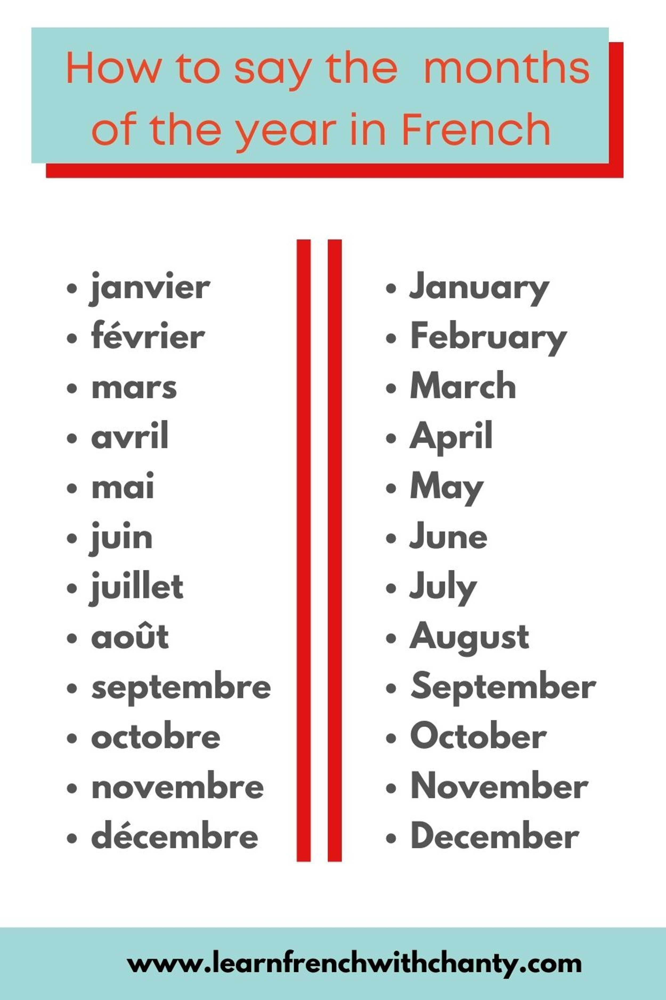 How to say the months
of the year in French
• janvier
• février
• mars
• avril
• mai
• juin
• juillet
• août
• septembre
• octobre
• novembre
• décembre
• January
• February
• March
• April
• May
• June
• July
• August
• September
• October
• November
• December
www.learnfrenchwithchanty.com